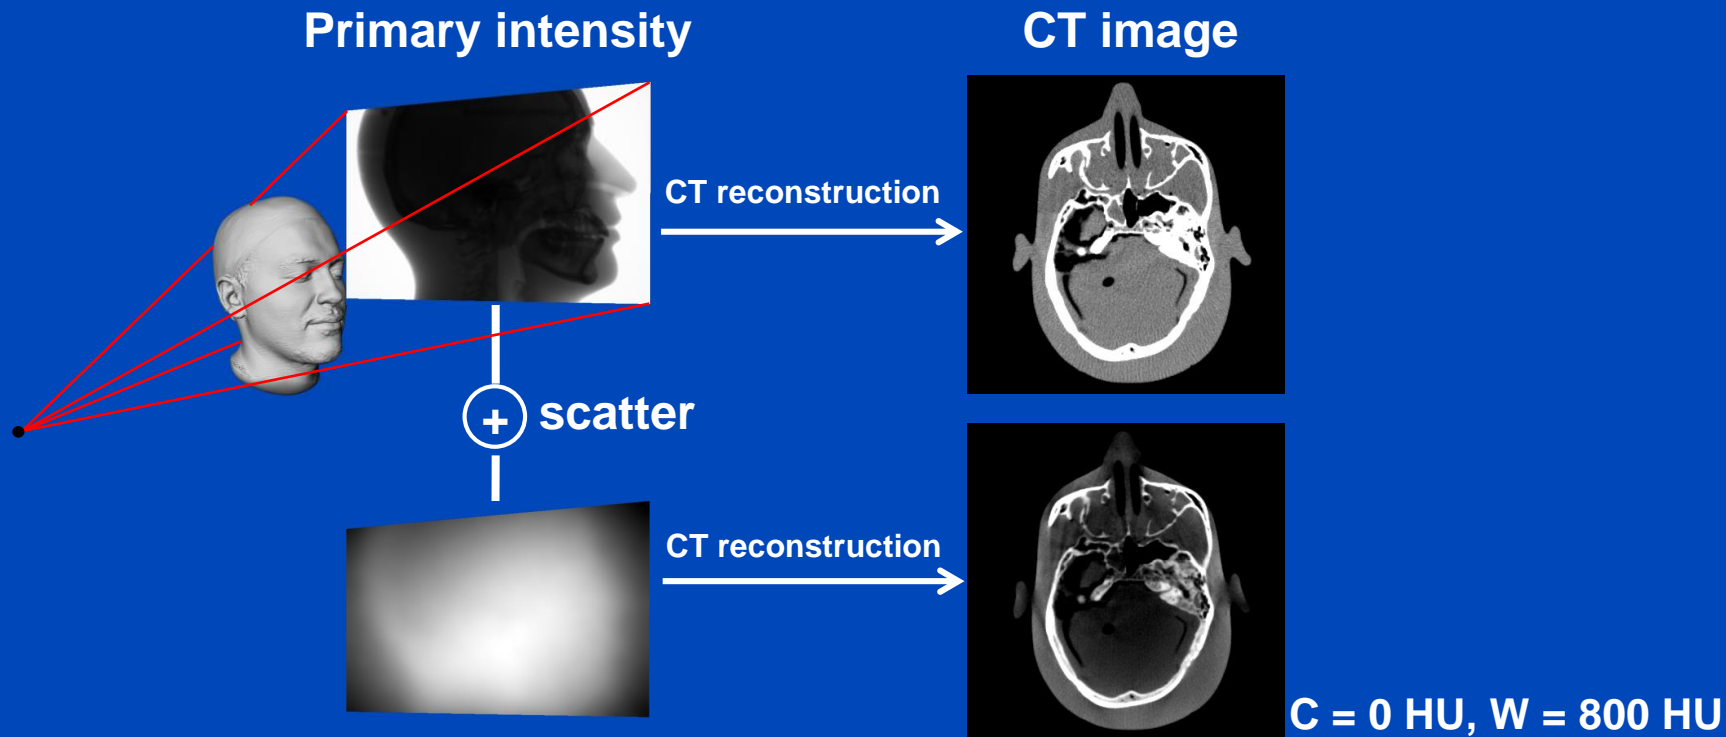 Primary intensity
CT image
CT reconstruction
+ scatter
CT reconstruction
C = 0 HU, W = 800 HU